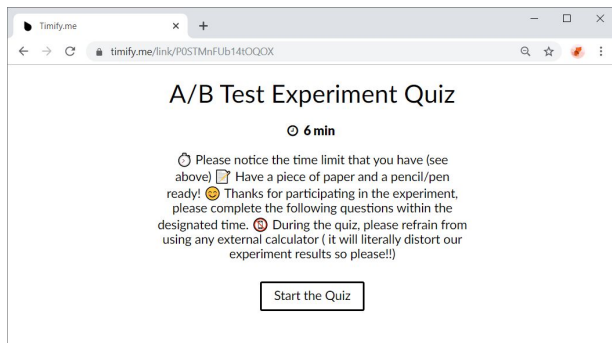 Timify.me
timify.me/link/P0STMnFUb14tOQOX
A/B Test Experiment Quiz
6 min
Please notice the time limit that you have (see
above) 📝 Have a piece of paper and a pencil/pen
ready! 😊 Thanks for participating in the experiment,
please complete the following questions within the
designated time. 📵 During the quiz, please refrain from
using any external calculator ( it will literally distort our
experiment results so please!!)
Start the Quiz